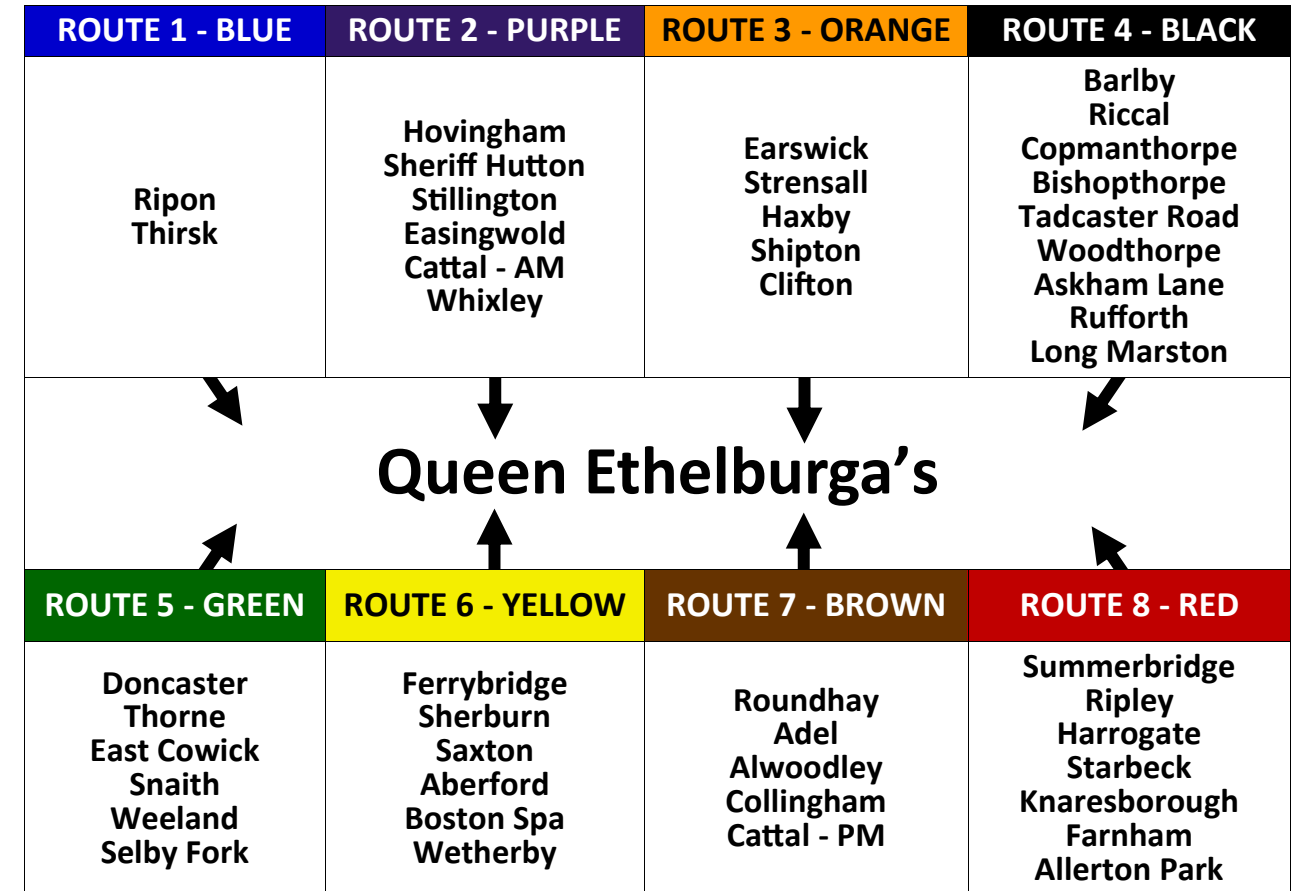 ROUTE 1 - BLUE
Ripon
Thirsk
ROUTE 2 - PURPLE
Hovingham
Sheriff Hutton
Stillington
Easingwold
Cattal - AM
Whixley
ROUTE 3 - ORANGE
Earswick
Strensall
Haxby
Shipton
Clifton
ROUTE 4 - BLACK
Barlby
Riccal
Copmanthorpe
Bishopthorpe
Tadcaster Road
Woodthorpe
Askham Lane
Rufforth
Long Marston
Queen Ethelburga’s
ROUTE 5 - GREEN
Doncaster
Thorne
East Cowick
Snaith
Weeland
Selby Fork
ROUTE 6 - YELLOW
Ferrybridge
Sherburn
Saxton
Aberford
Boston Spa
Wetherby
ROUTE 7 - BROWN
Roundhay
Adel
Alwoodley
Collingham
Cattal - PM
ROUTE 8 - RED
Summerbridge
Ripley
Harrogate
Starbeck
Knaresborough
Farnham
Allerton Park